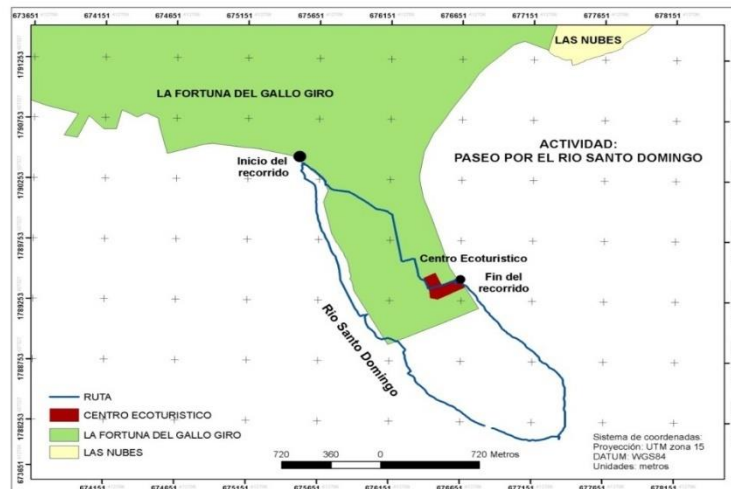 673651 674151 674651 675151 675651 676151 676651 677151 677651 678151
LAS NUBES
1791253
LA FORTUNA DEL GALLO GIRO
1790753
ACTIVIDAD:
PASEO POR EL RIO SANTO DOMINGO
Inicio del
recorrido
1790253
1789753
Centro Ecoturistico
Fin del
recorrido
1789253
Rio Santo Domingo
1788753
RUTA
CENTRO ECOTURISTICO
LA FORTUNA DEL GALLO GIRO
LAS NUBES
1788253
673651
720 360 0 720 Metros
Sistema de coordenadas:
Proyección: UTM zona 15
DATUM: WGS84
Unidades: metros
674151 674651 675151 675651 676151 676651 677151 677651 678151